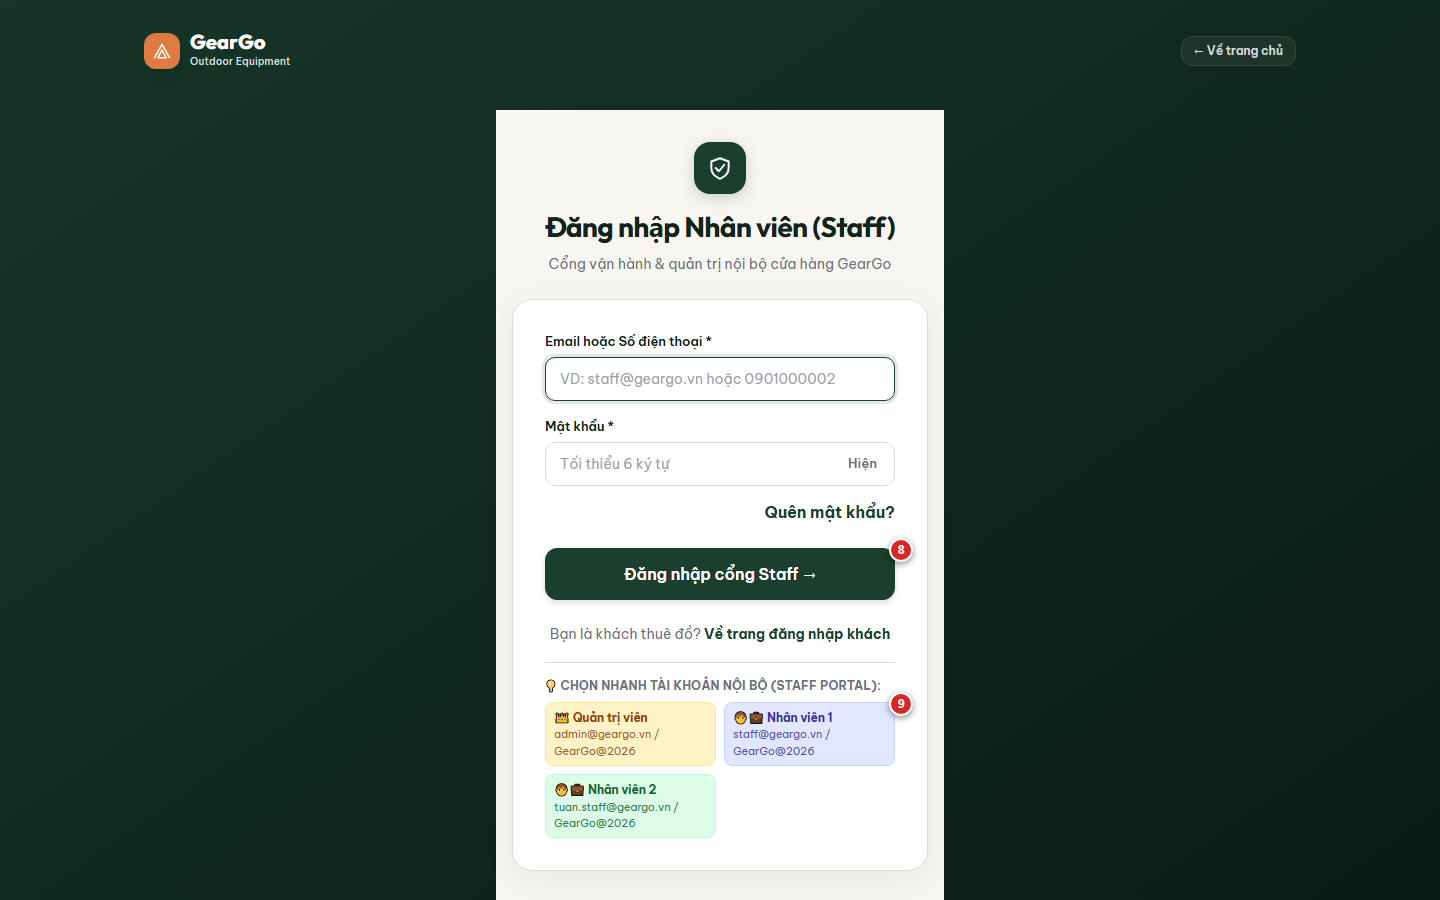 GearGo
Outdoor Equipment
← Về trang chủ
Đăng nhập Nhân viên (Staff)
Cổng vận hành & quản trị nội bộ cửa hàng GearGo
Email hoặc Số điện thoại *
VD: staff@geargo.vn hoặc 0901000002
Mật khẩu *
Tối thiểu 6 ký tự
Hiện
Quên mật khẩu?
8
Đăng nhập cổng Staff →
Bạn là khách thuê đồ? Về trang đăng nhập khách
💡 CHỌN NHANH TÀI KHOẢN NỘI BỘ (STAFF PORTAL):
9
Quản trị viên
admin@geargo.vn /
GearGo@2026
Nhân viên 1
staff@geargo.vn /
GearGo@2026
Nhân viên 2
tuan.staff@geargo.vn /
GearGo@2026